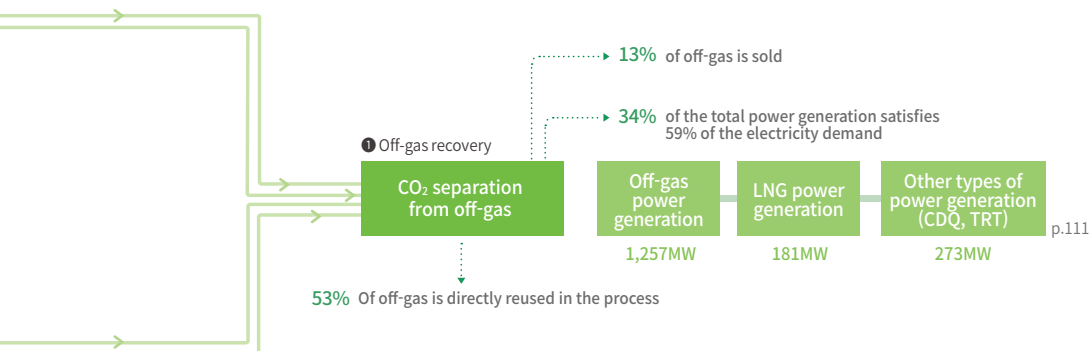 13% of off-gas is sold
34% of the total power generation satisfies
59% of the electricity demand
❶ Off-gas recovery
CO₂ separation
from off-gas
Off-gas
power
generation
LNG power
generation
Other types of
power generation
(CDQ, TRT)
p.111
1,257MW
181MW
273MW
53% Of off-gas is directly reused in the process